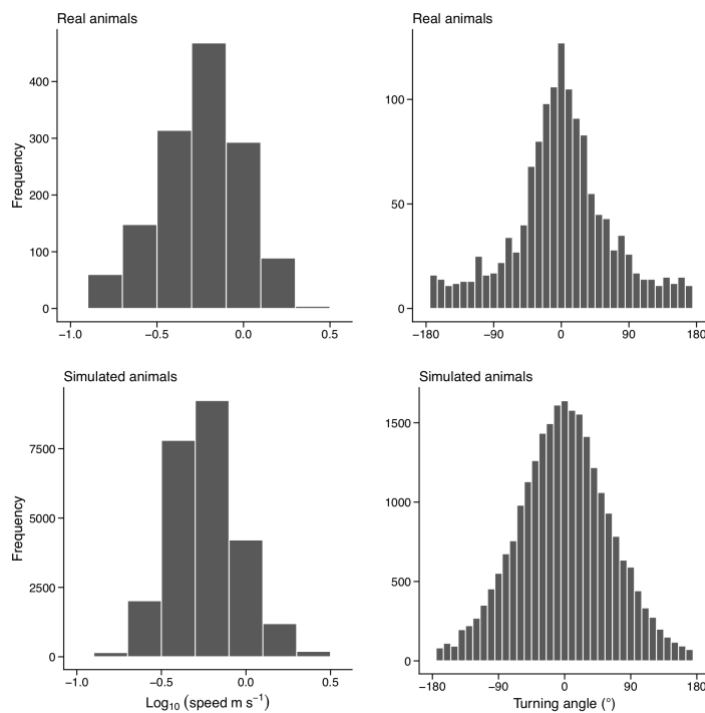 Real animals
Real animals
Frequency
400
300
200
100
0
−1.0 −0.5 0.0 0.5
100
50
0
−180 −90 0 90 180
Simulated animals
Simulated animals
Frequency
7500
5000
2500
0
−1.0 −0.5 0.0 0.5
Log₁₀ (speed m s⁻¹)
1500
1000
500
0
−180 −90 0 90 180
Turning angle (°)